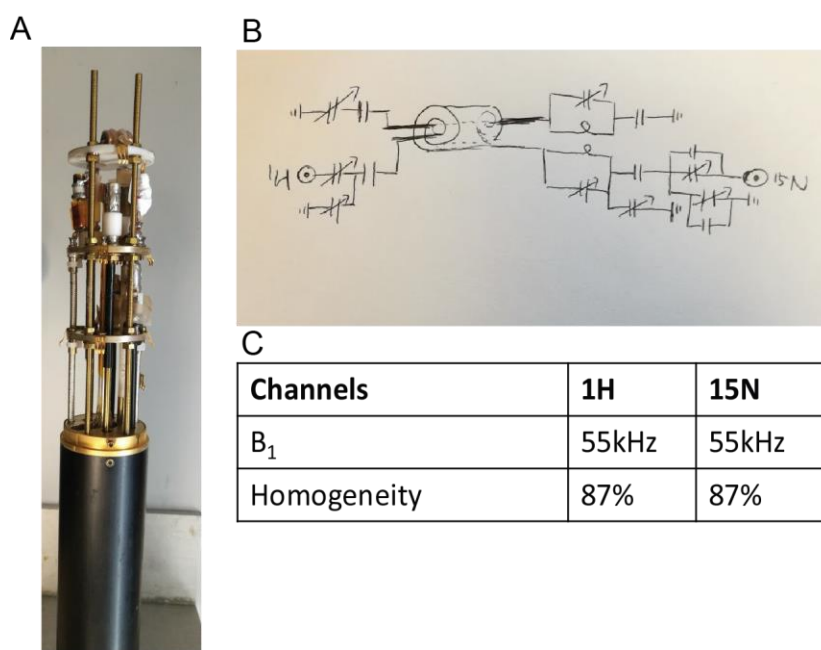 A
B
1H
15N
C
Channels 1H 15N
B₁ 55kHz 55kHz
Homogeneity 87% 87%